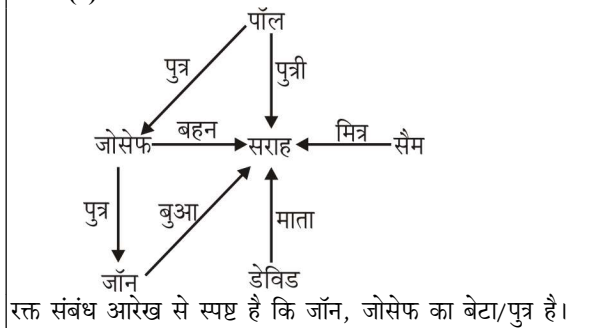 पॉल
पुत्र
पुत्री
जोसेफ
बहन
सराह
मित्र
सैम
पुत्र
बुआ
माता
जॉन
डेविड
रक्त संबंध आरेख से स्पष्ट है कि जॉन, जोसेफ का बेटा/पुत्र है।